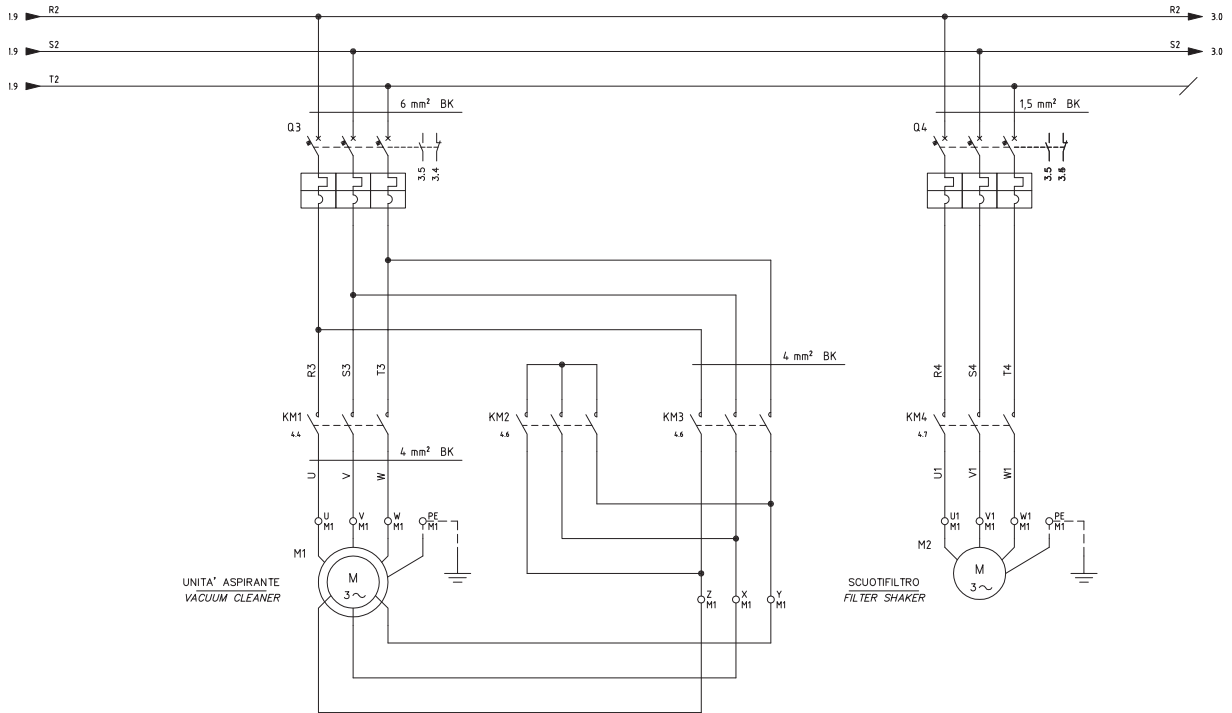 1.9 R2 R2 3.0
1.9 S2 S2 3.0
1.9 T2
6 mm² BK 1,5 mm² BK
Q3 Q4
3.5 3.4 3.5 3.6
4 mm² BK
R3 S3 T3 R4 S4 T4
KM1 KM2 KM3 KM4
4.4 4.6 4.6 4.7
4 mm² BK
U V W U1 V1 W1
U V W PE U1 V1 W1 PE
M1 M1 M1 M1 M1 M1 M1 M1
M1 M2
M M
3~ 3~
UNITA' ASPIRANTE SCUOTIFILTRO
VACUUM CLEANER FILTER SHAKER
Z X Y
M1 M1 M1